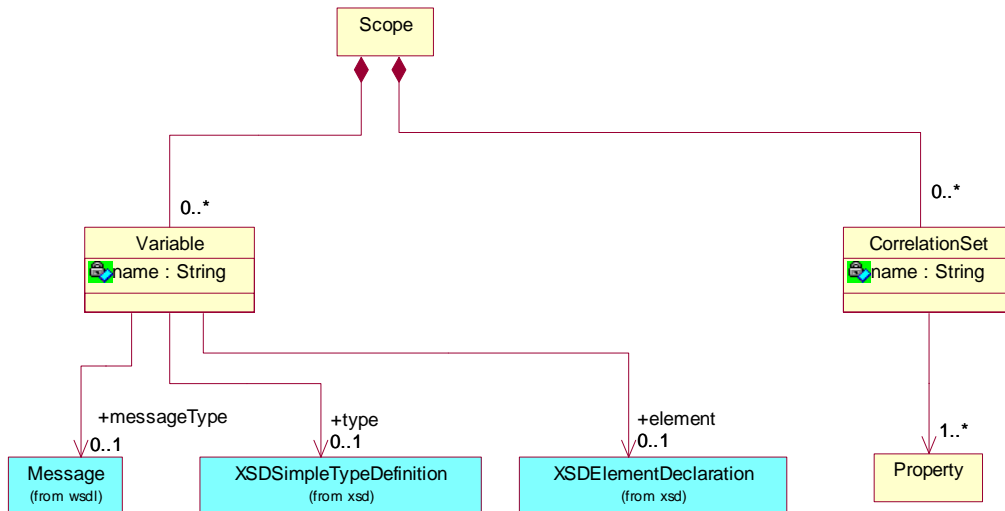 Scope
0..*
0..*
Variable
name : String
CorrelationSet
name : String
+messageType
0..1
+type
0..1
+element
0..1
1..*
Message
(from wsdl)
XSDSimpleTypeDefinition
(from xsd)
XSDElementDeclaration
(from xsd)
Property